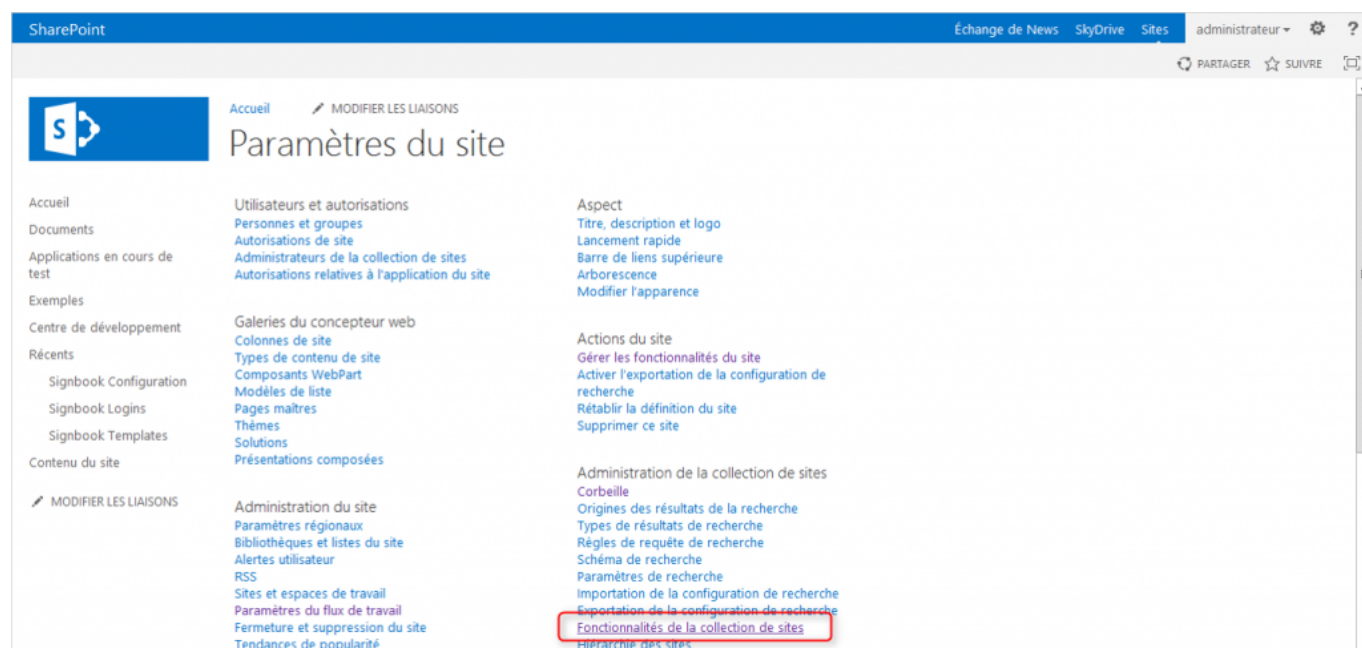 SharePoint
Échange de News SkyDrive Sites administrateur ?
PARTAGER SUIVRE
S
Accueil MODIFIER LES LIAISONS
Paramètres du site
Accueil
Documents
Applications en cours de
test
Exemples
Centre de développement
Récents
Signbook Configuration
Signbook Logins
Signbook Templates
Contenu du site
MODIFIER LES LIAISONS
Utilisateurs et autorisations
Personnes et groupes
Autorisations de site
Administrateurs de la collection de sites
Autorisations relatives à l'application du site
Galeries du concepteur web
Colonnes de site
Types de contenu de site
Composants WebPart
Modèles de liste
Pages maîtres
Thèmes
Solutions
Présentations composées
Administration du site
Paramètres régionaux
Bibliothèques et listes du site
Alertes utilisateur
RSS
Sites et espaces de travail
Paramètres du flux de travail
Fermeture et suppression du site
Tendances de popularité
Aspect
Titre, description et logo
Lancement rapide
Barre de liens supérieure
Arborescence
Modifier l'apparence
Actions du site
Gérer les fonctionnalités du site
Activer l'exportation de la configuration de
recherche
Rétablir la définition du site
Supprimer ce site
Administration de la collection de sites
Corbeille
Origines des résultats de la recherche
Types de résultats de recherche
Règles de requête de recherche
Schéma de recherche
Paramètres de recherche
Importation de la configuration de recherche
Exportation de la configuration de recherche
Fonctionnalités de la collection de sites
Hiérarchie des sites